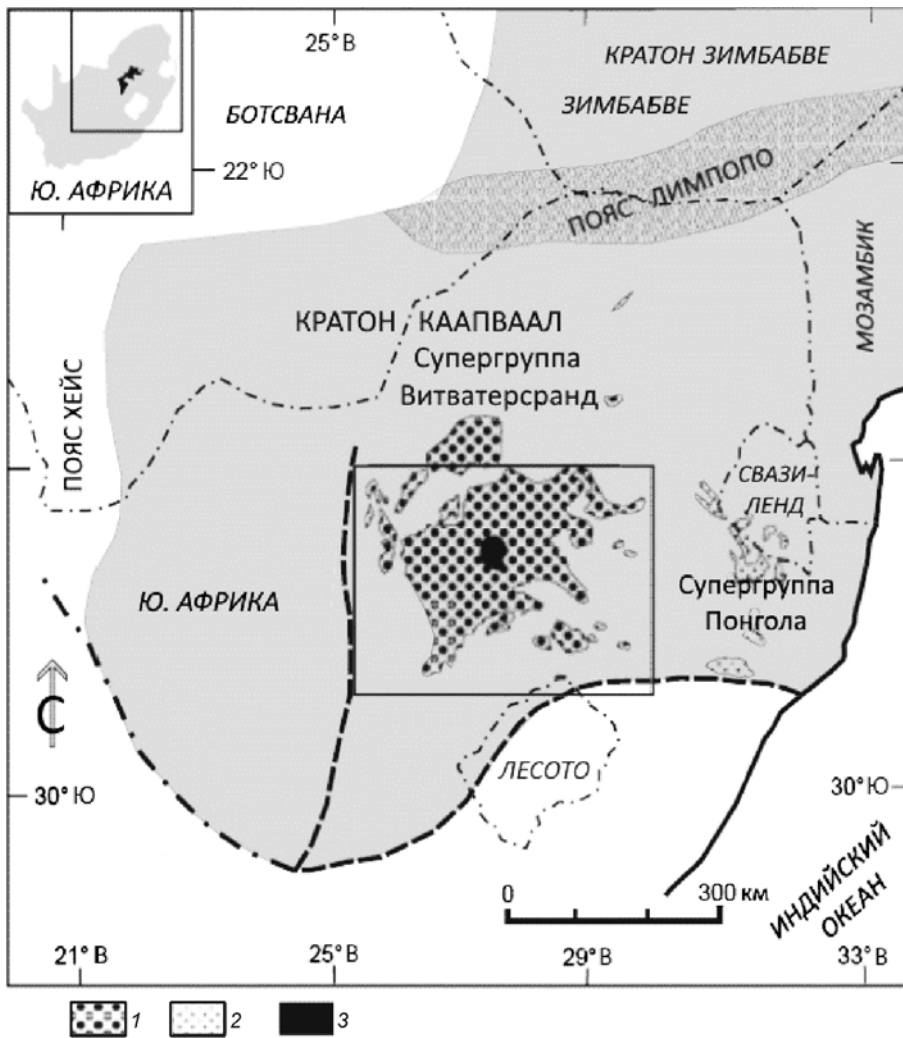 25° В
КРАТОН ЗИМБАБВЕ
БОТСВАНА
ЗИМБАБВЕ
22° Ю
Ю. АФРИКА
ПОЯС ЛИМПОПО
МОЗАМБИК
КРАТОН КААПВААЛ
Супергруппа
Витватерсранд
ПОЯС ХЕЙС
СВАЗИ-
ЛЕНД
Ю. АФРИКА
Супергруппа
Понгола
С
ЛЕСОТО
30° Ю
30° Ю
0 300 км
ИНДИЙСКИЙ
ОКЕАН
21° В 25° В 29° В 33° В
1 2 3